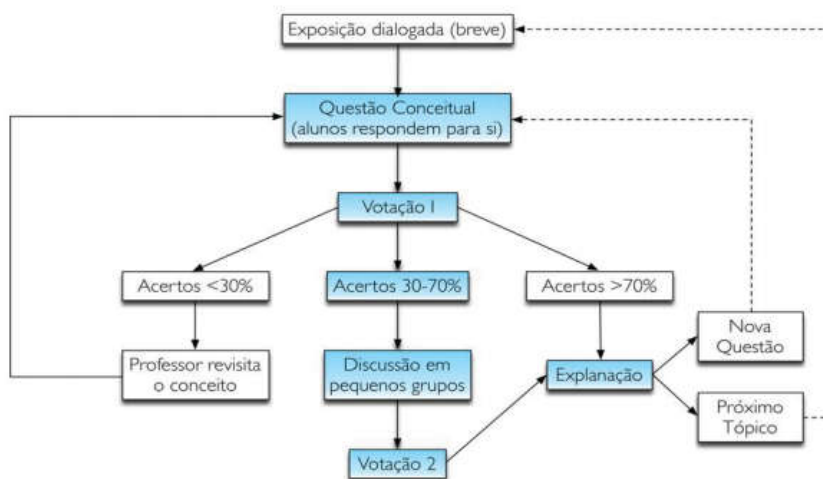 Exposição dialogada (breve)
Questão Conceitual
(alunos respondem para si)
Votação 1
Acertos <30%
Acertos 30-70%
Acertos >70%
Professor revisita
o conceito
Discussão em
pequenos grupos
Explanação
Nova
Questão
Próximo
Tópico
Votação 2